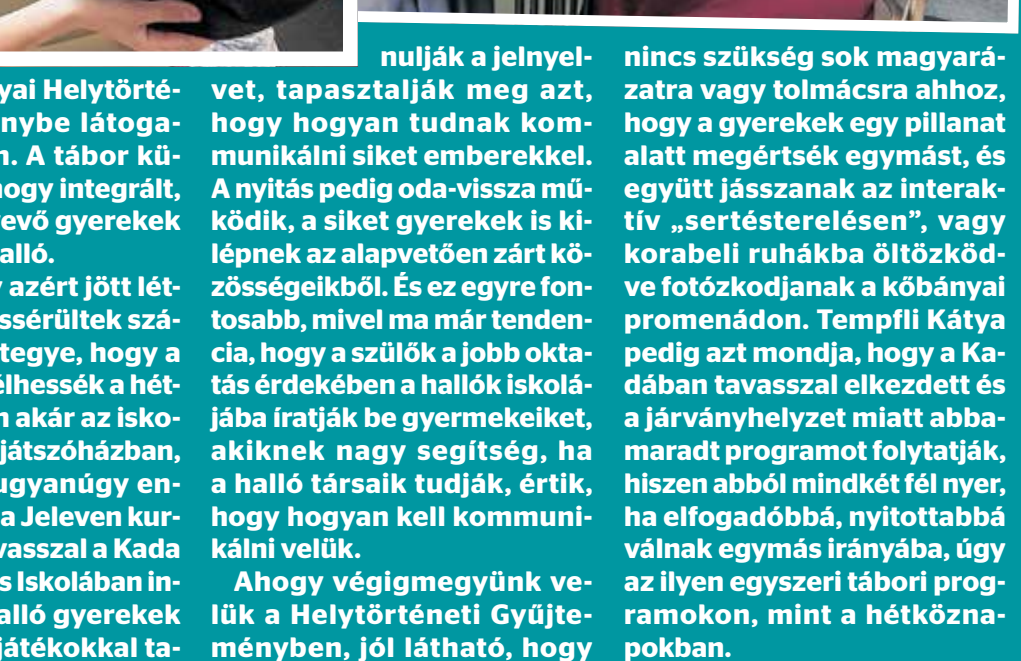 yai Helytörté-
nybe látoga-
n. A tábor kü-
hogy integrált,
vevő gyerekek
alló.
azért jött lét-
ssérültek szá-
tegye, hogy a
élhessék a hét-
n akár az isko-
játszóházban,
ugyanúgy en-
a Jeleven kur-
vasszal a Kada
s Iskolában in-
alló gyerekek
játékokkal ta-
nulják a jelnyel-
vet, tapasztalják meg azt,
hogy hogyan tudnak kom-
munikálni siket emberekkel.
A nyitás pedig oda-vissza mű-
ködik, a siket gyerekek is ki-
lépnek az alapvetően zárt kö-
zösségeikből. És ez egyre fon-
tosabb, mivel ma már tenden-
cia, hogy a szülők a jobb okta-
tás érdekében a hallók iskolá-
jába íratják be gyermekeiket,
akiknek nagy segítség, ha
a halló társaik tudják, értik,
hogy hogyan kell kommuni-
kálni velük.
Ahogy végigmegyünk ve-
lük a Helytörténeti Gyűjte-
ményben, jól látható, hogy
nincs szükség sok magyará-
zatra vagy tolmácsra ahhoz,
hogy a gyerekek egy pillanat
alatt megértsék egymást, és
együtt jásszanak az interak-
tív „sertésterelésen”, vagy
korabeli ruhákba öltözköd-
ve fotózkodjanak a kőbányai
promenádon. Tempfli Kátya
pedig azt mondja, hogy a Ka-
dában tavasszal elkezdett és
a járványhelyzet miatt abba-
maradt programot folytatják,
hiszen abból mindkét fél nyer,
ha elfogadóbbá, nyitottabbá
válnak egymás irányába, úgy
az ilyen egyszeri tábori prog-
ramokon, mint a hétközna-
pokban.